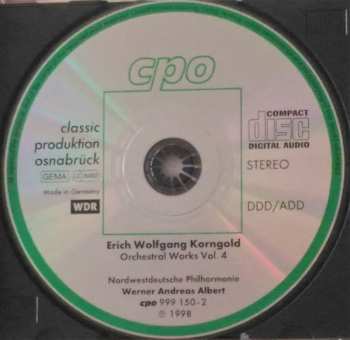 cpo
classic
produktion
osnabrück
GEMA
Made in Germany
WDR
COMPACT
disc
DIGITAL AUDIO
STEREO
DDD/ADD
Erich Wolfgang Korngold
Orchestral Works Vol. 4
Nordwestdeutsche Philharmonie
Werner Andreas Albert
cpo 999 150-2
℗ 1998